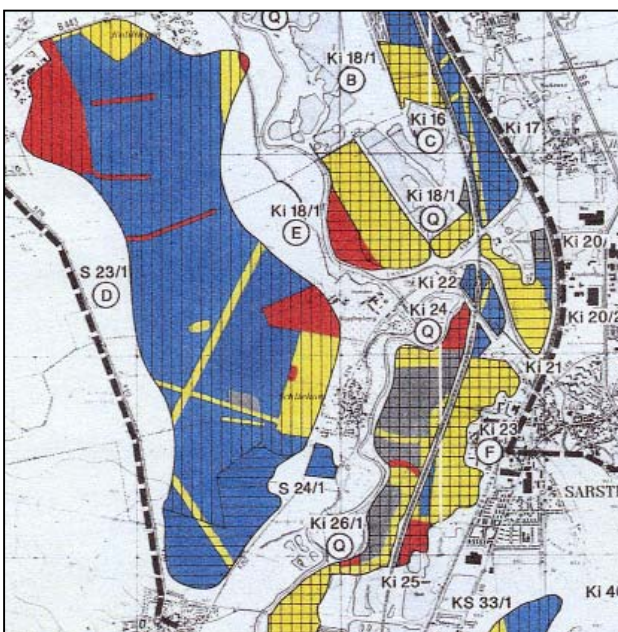 B 443
Q
Ki 18/1
B
Ki 16
C
Ki 17
Ki 18/1
Q
Ki 18/1
E
Ki 20
Ki 22
S 23/1
D
Ki 24
Q
Ki 20/2
Ki 21
Ki 23
F
S 24/1
SARST
Ki 26/1
Q
Ki 25
KS 33/1
Ki 40